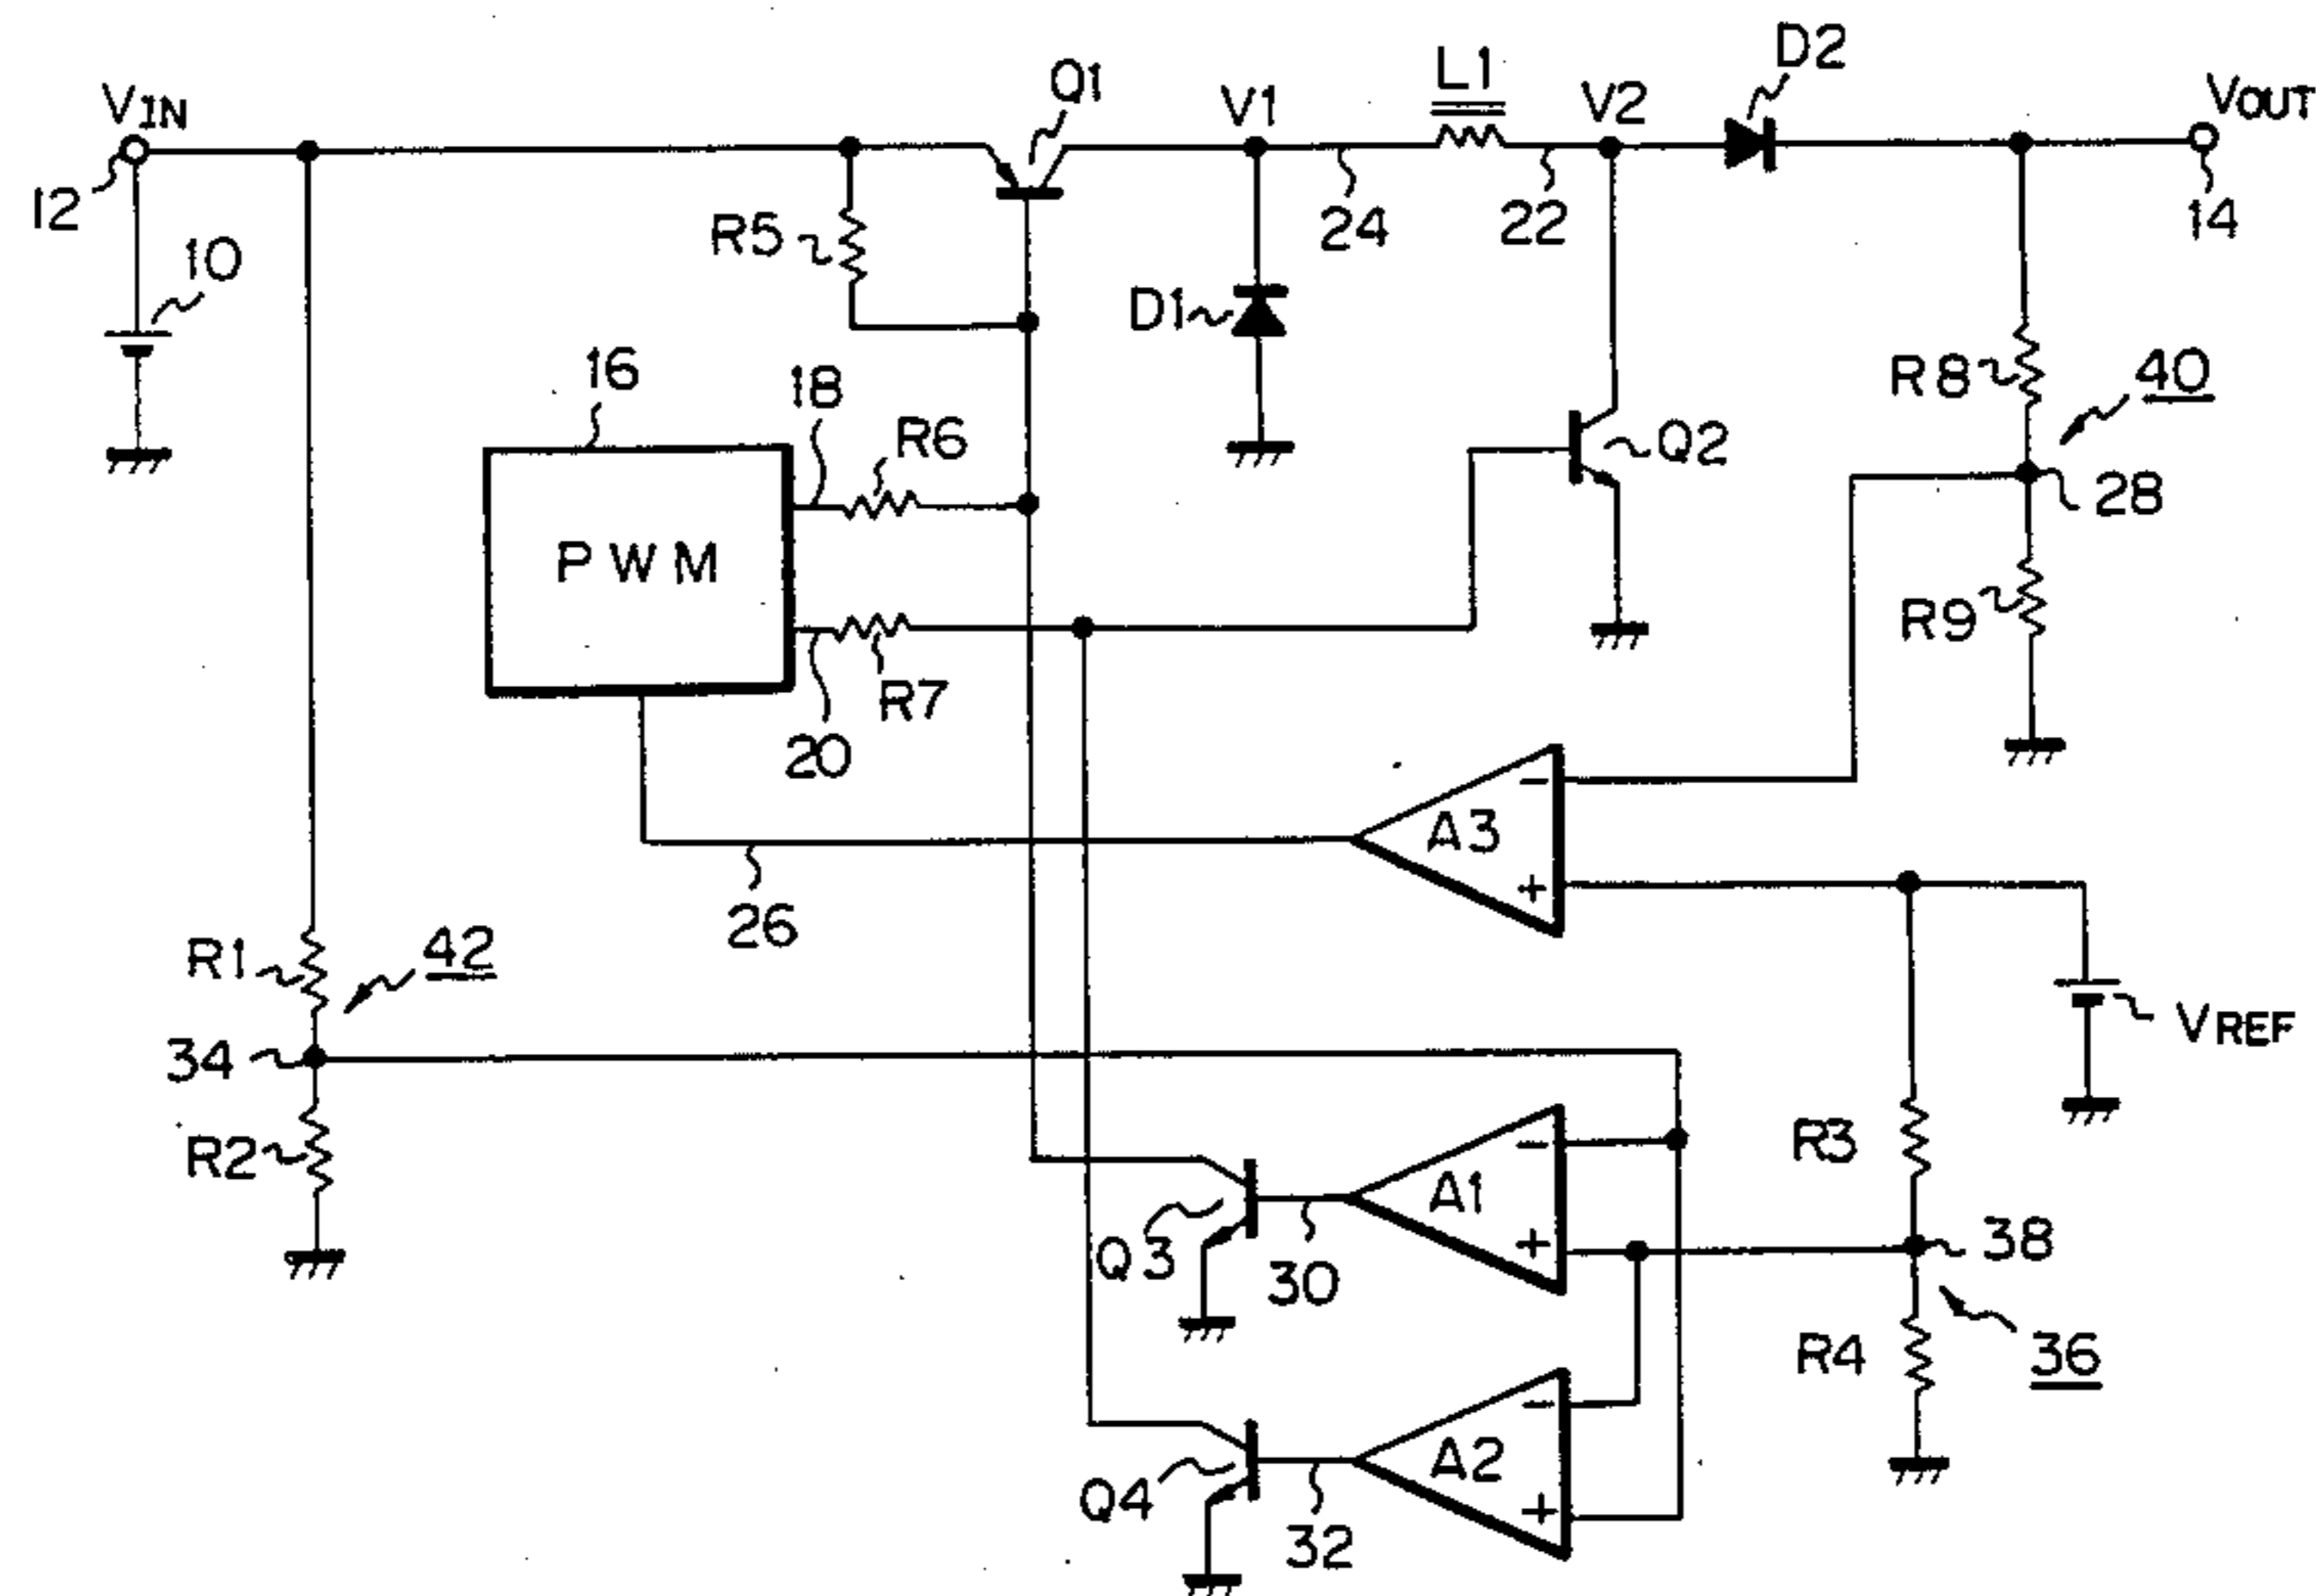 D2
L1
Q1
VIN
V1
V2
VOUT
12
R5
24
22
14
10
D1
16
18
R6
R8
40
Q2
28
PWM
R9
R7
20
A3
-
+
26
R1
42
VREF
34
R2
R3
-
A1
+
Q3
30
38
R4
36
-
A2
+
Q4
32